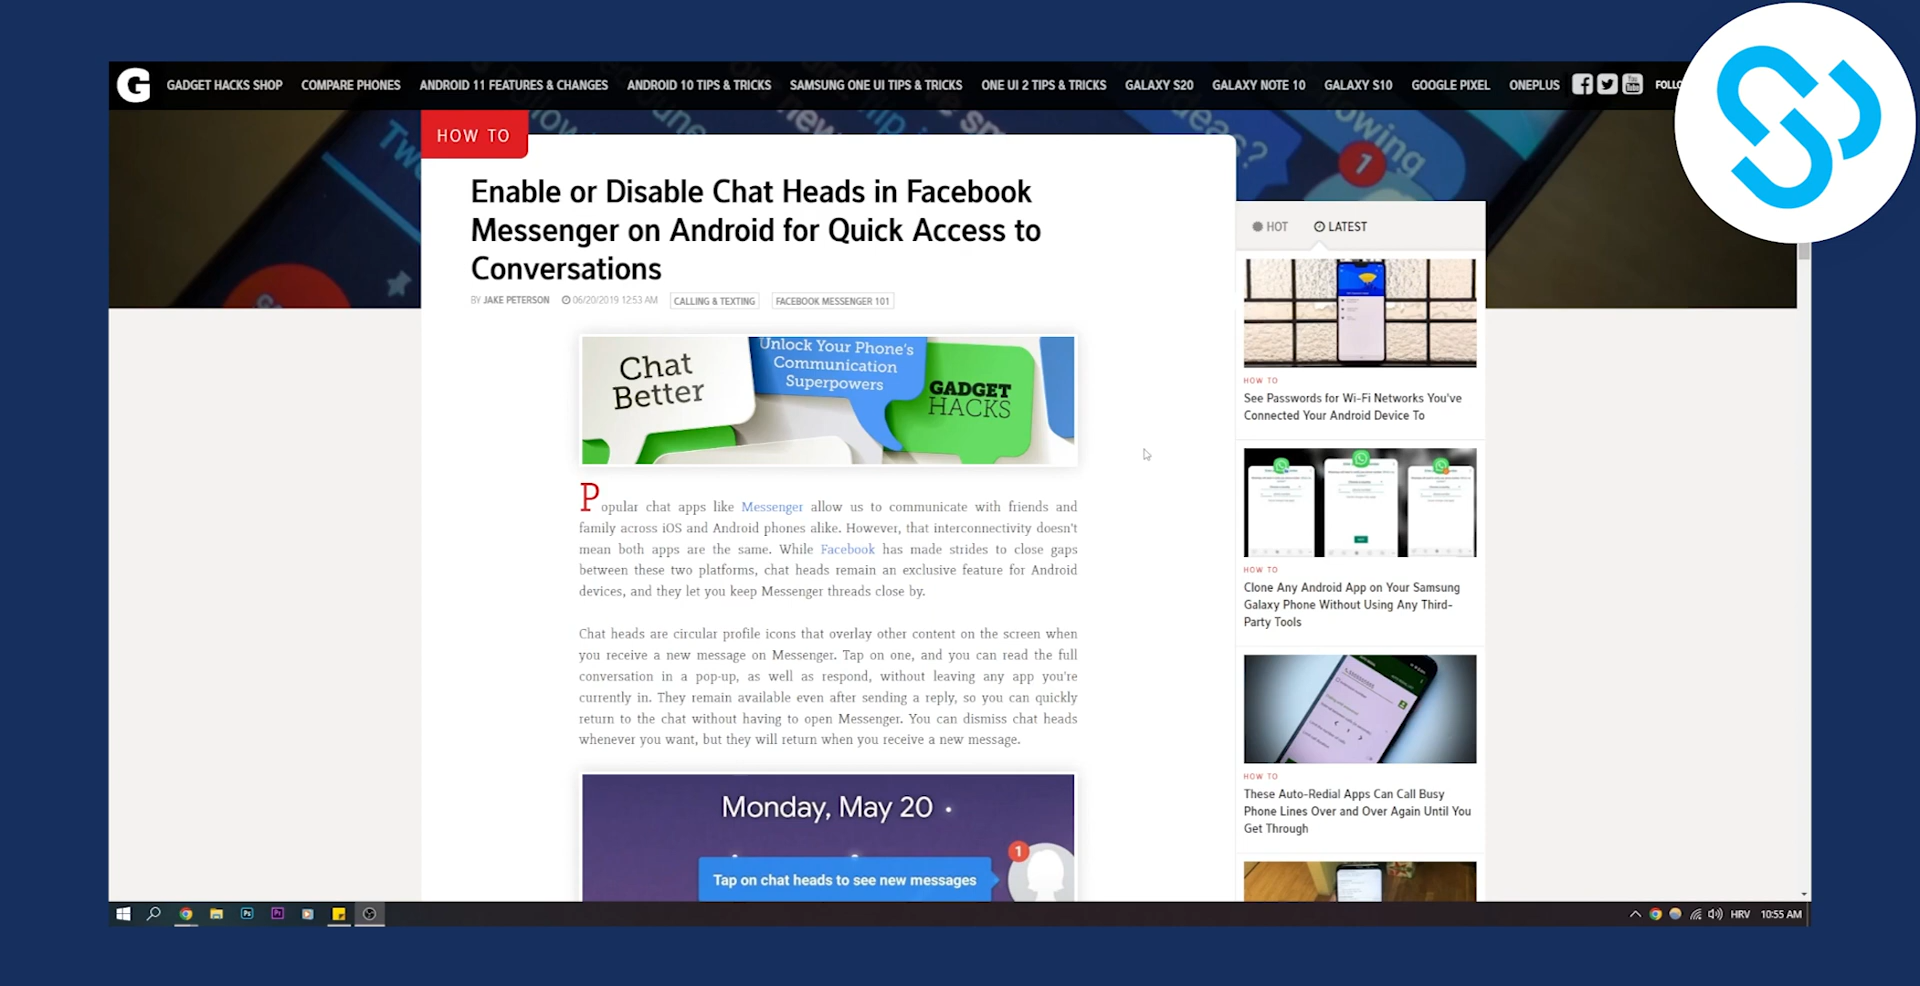 G GADGET HACKS SHOP COMPARE PHONES ANDROID 11 FEATURES & CHANGES ANDROID 10 TIPS & TRICKS SAMSUNG ONE UI TIPS & TRICKS ONE UI 2 TIPS & TRICKS GALAXY S20 GALAXY NOTE 10 GALAXY S10 GOOGLE PIXEL ONEPLUS You Tube FOLLO
HOW TO
Enable or Disable Chat Heads in Facebook
Messenger on Android for Quick Access to
Conversations
BY JAKE PETERSON 06/20/2019 12:53 AM CALLING & TEXTING FACEBOOK MESSENGER 101
Chat
Better
Unlock Your Phone's
Communication
Superpowers
GADGET
HACKS
Popular chat apps like Messenger allow us to communicate with friends and
family across iOS and Android phones alike. However, that interconnectivity doesn't
mean both apps are the same. While Facebook has made strides to close gaps
between these two platforms, chat heads remain an exclusive feature for Android
devices, and they let you keep Messenger threads close by.
Chat heads are circular profile icons that overlay other content on the screen when
you receive a new message on Messenger. Tap on one, and you can read the full
conversation in a pop-up, as well as respond, without leaving any app you're
currently in. They remain available even after sending a reply, so you can quickly
return to the chat without having to open Messenger. You can dismiss chat heads
whenever you want, but they will return when you receive a new message.
Monday, May 20
1
Tap on chat heads to see new messages
1
HOT LATEST
HOW TO
See Passwords for Wi-Fi Networks You've
Connected Your Android Device To
HOW TO
Clone Any Android App on Your Samsung
Galaxy Phone Without Using Any Third-
Party Tools
HOW TO
These Auto-Redial Apps Can Call Busy
Phone Lines Over and Over Again Until You
Get Through
Ps Pr HRV 10:55 AM